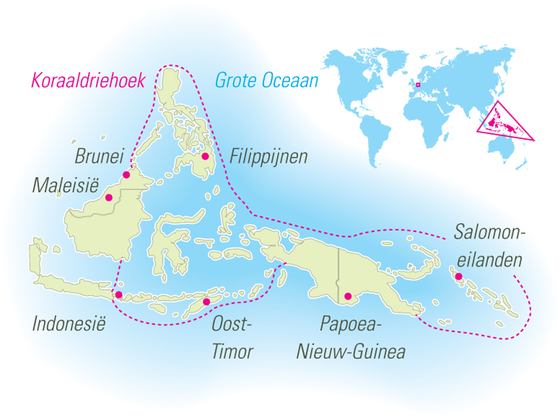 Koraaldriehoek
Grote Oceaan
Brunei
Filippijnen
Maleisië
Salomon-
eilanden
Indonesië
Oost-
Timor
Papoea-
Nieuw-Guinea